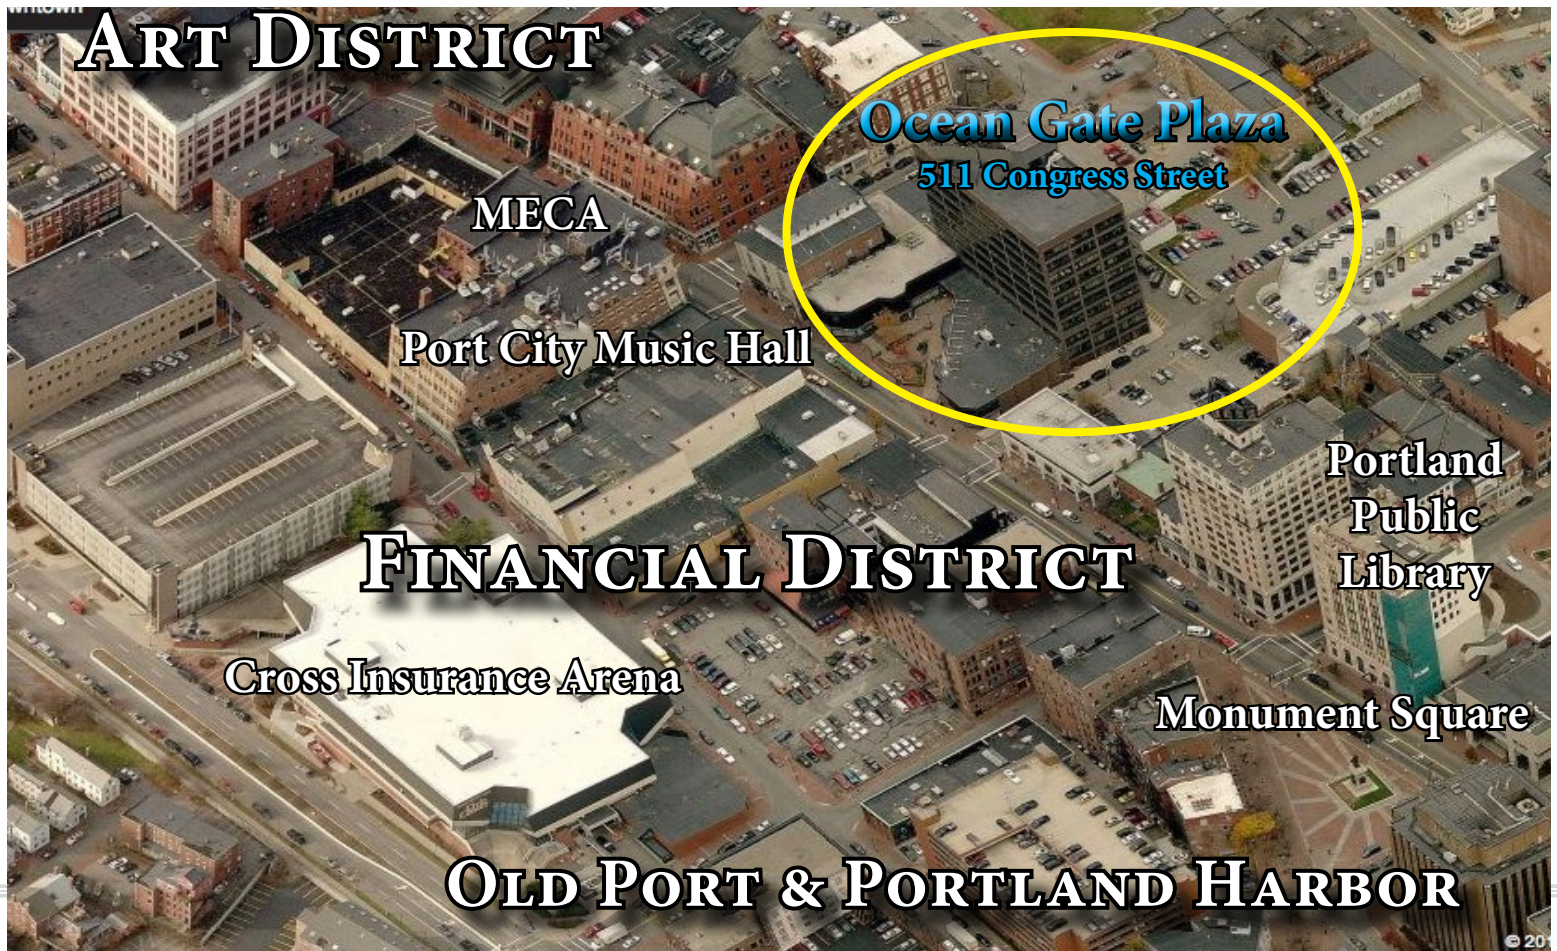 Art District
Ocean Gate Plaza
511 Congress Street
MECA
Port City Music Hall
Portland
Public
Library
Financial District
Cross Insurance Arena
Monument Square
Old Port & Portland Harbor